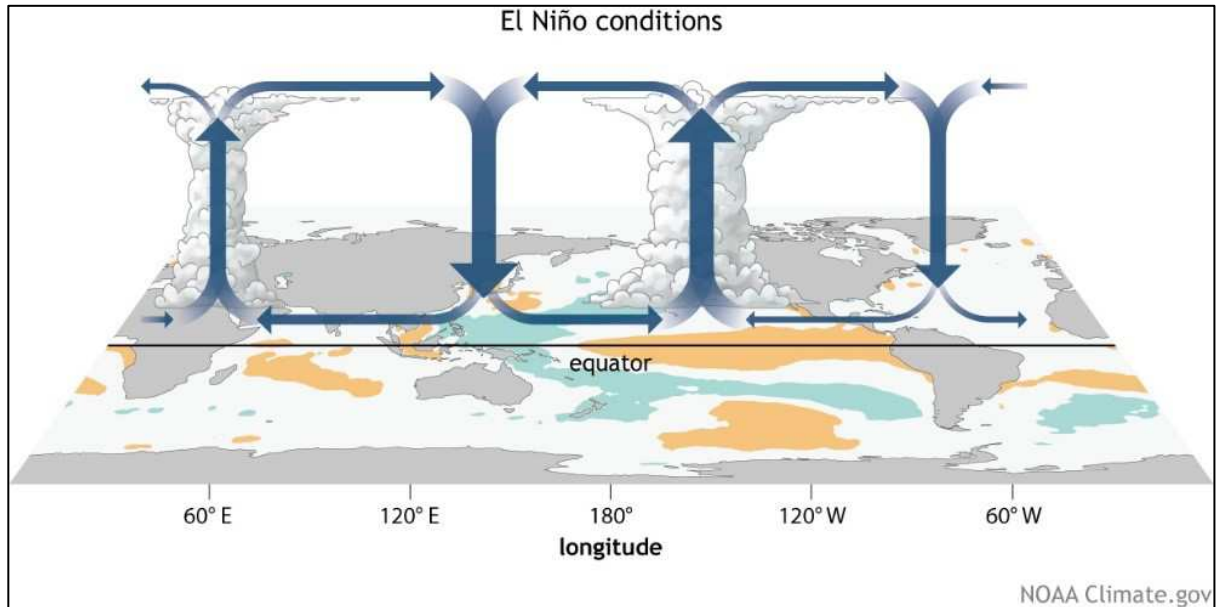 El Niño conditions
equator
60° E 120° E 180° 120° W 60° W
longitude
NOAA Climate.gov